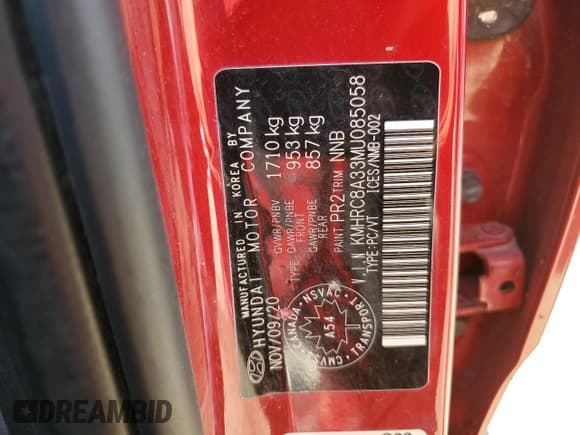 MANUFACTURED IN KOREA BY
HYUNDAI MOTOR COMPANY
NOV/09/20 GVWR/PNBV 1710 kg
TYPE GAWR/PNBE FRONT 953 kg
GAWR/PNBE REAR 857 kg
PAINT PR2 TRIM NNB
V I N KMHRC8A33MU085058
TYPE:PC/VT ICES/NMB-002
CANADA - NSVAC - TRANSPORT - CMVSS
A54
DREAMBID